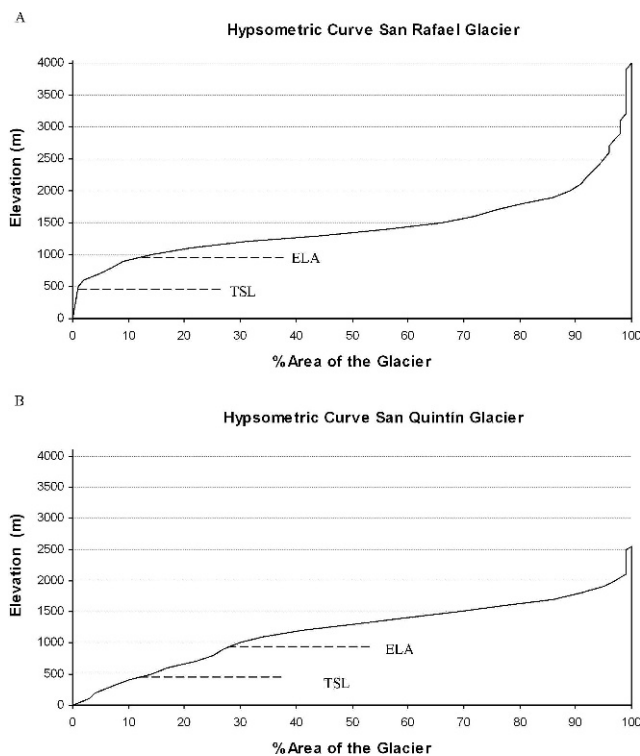 A
Hypsometric Curve San Rafael Glacier
4000
3500
3000
2500
2000
1500
1000
500
0
Elevation (m)
ELA
TSL
0 10 20 30 40 50 60 70 80 90 100
%Area of the Glacier
B
Hypsometric Curve San Quintín Glacier
4000
3500
3000
2500
2000
1500
1000
500
0
Elevation (m)
ELA
TSL
0 10 20 30 40 50 60 70 80 90 100
%Area of the Glacier